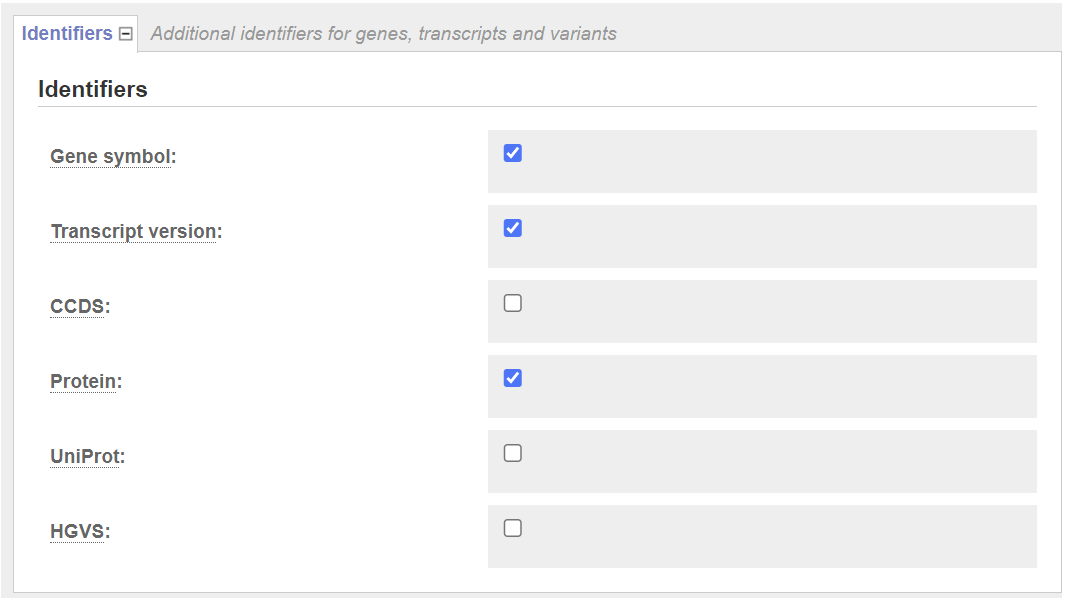 Identifiers Additional identifiers for genes, transcripts and variants
Identifiers
Gene symbol:
Transcript version:
CCDS:
Protein:
UniProt:
HGVS: